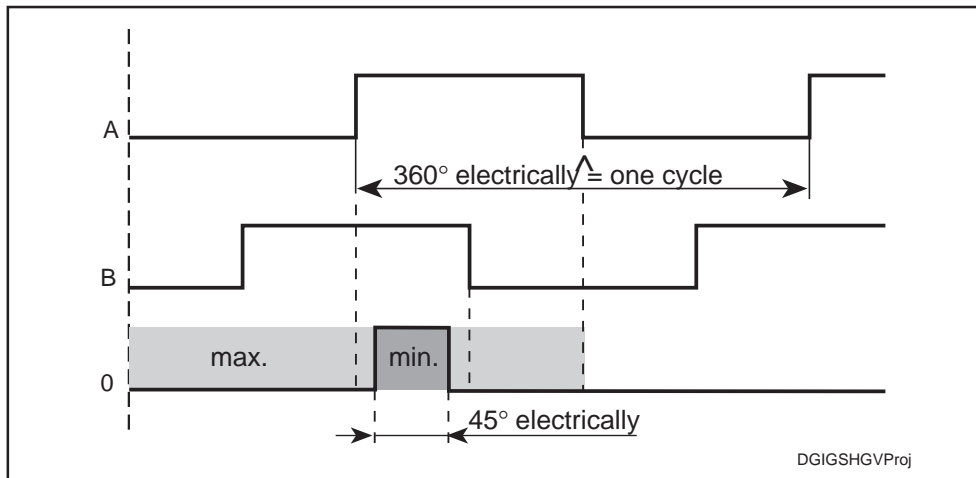 A
360° electrically ≙ one cycle
B
max.
min.
0
45° electrically
DGIGSHGVProj